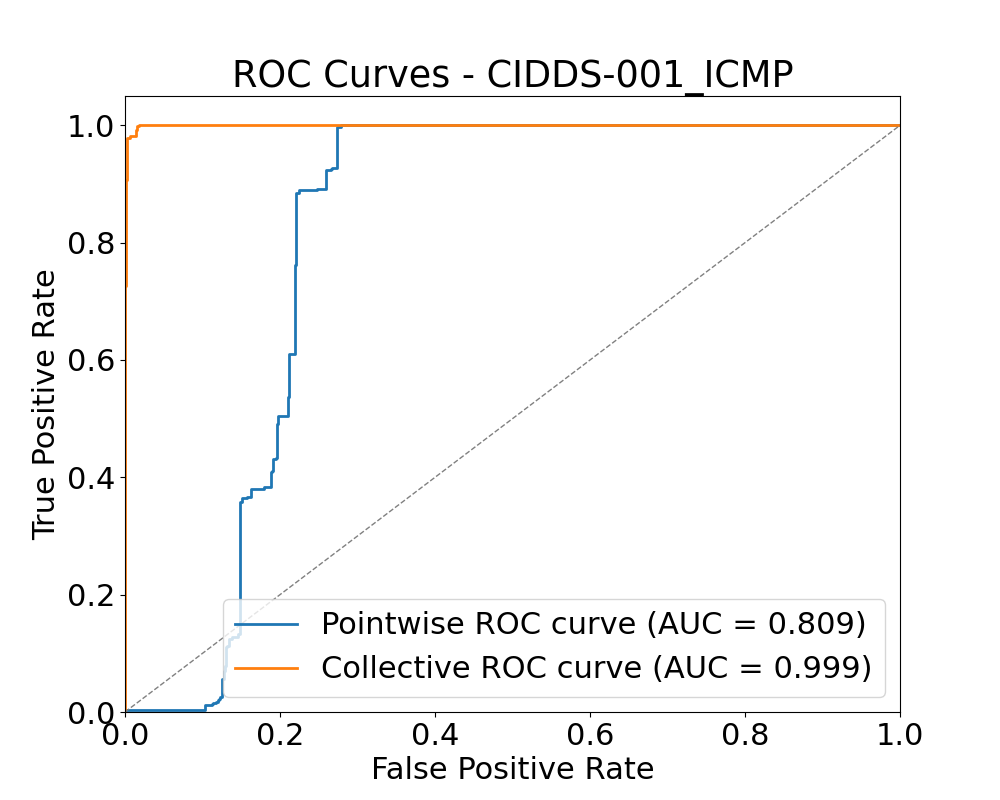 ROC Curves - CIDDS-001_ICMP
True Positive Rate
1.0
0.8
0.6
0.4
0.2
0.0
Pointwise ROC curve (AUC = 0.809)
Collective ROC curve (AUC = 0.999)
0.0 0.2 0.4 0.6 0.8 1.0
False Positive Rate